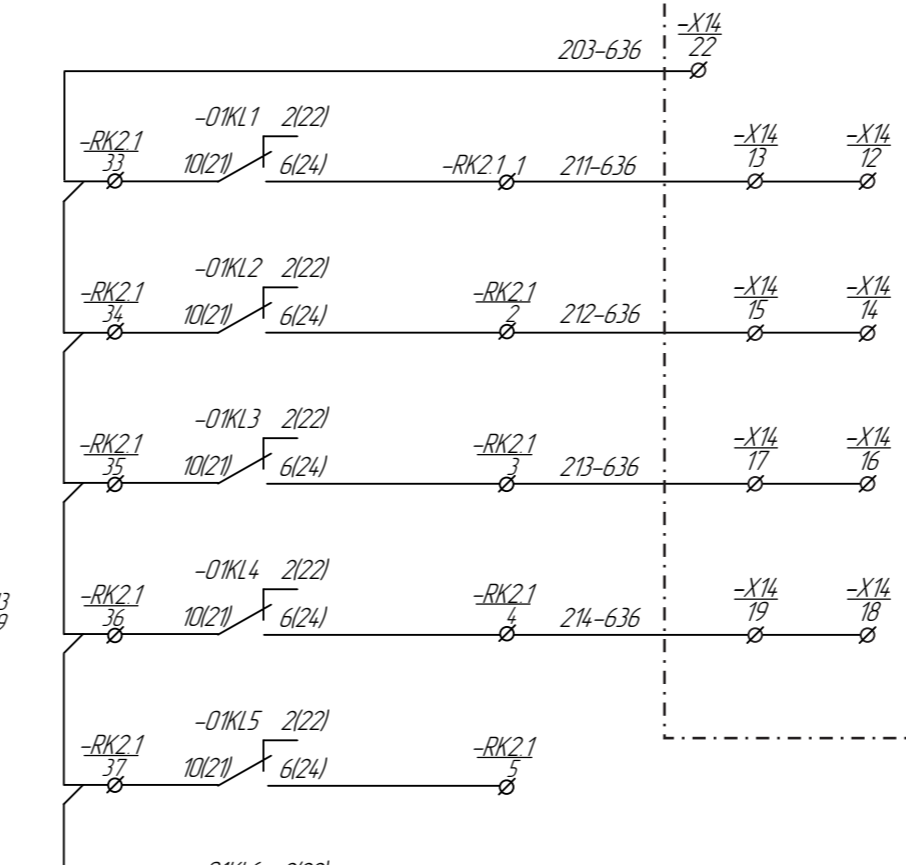 203-636
-X14
22
-01KL1 2(22)
-RK2.1
33
10(21) 6(24)
-RK2.1 1
211-636
-X14
13
-X14
12
-01KL2 2(22)
-RK2.1
34
10(21) 6(24)
-RK2.1
2
212-636
-X14
15
-X14
14
-01KL3 2(22)
-RK2.1
35
10(21) 6(24)
-RK2.1
3
213-636
-X14
17
-X14
16
-01KL4 2(22)
-RK2.1
36
10(21) 6(24)
-RK2.1
4
214-636
-X14
19
-X14
18
-01KL5 2(22)
-RK2.1
37
10(21) 6(24)
-RK2.1
5